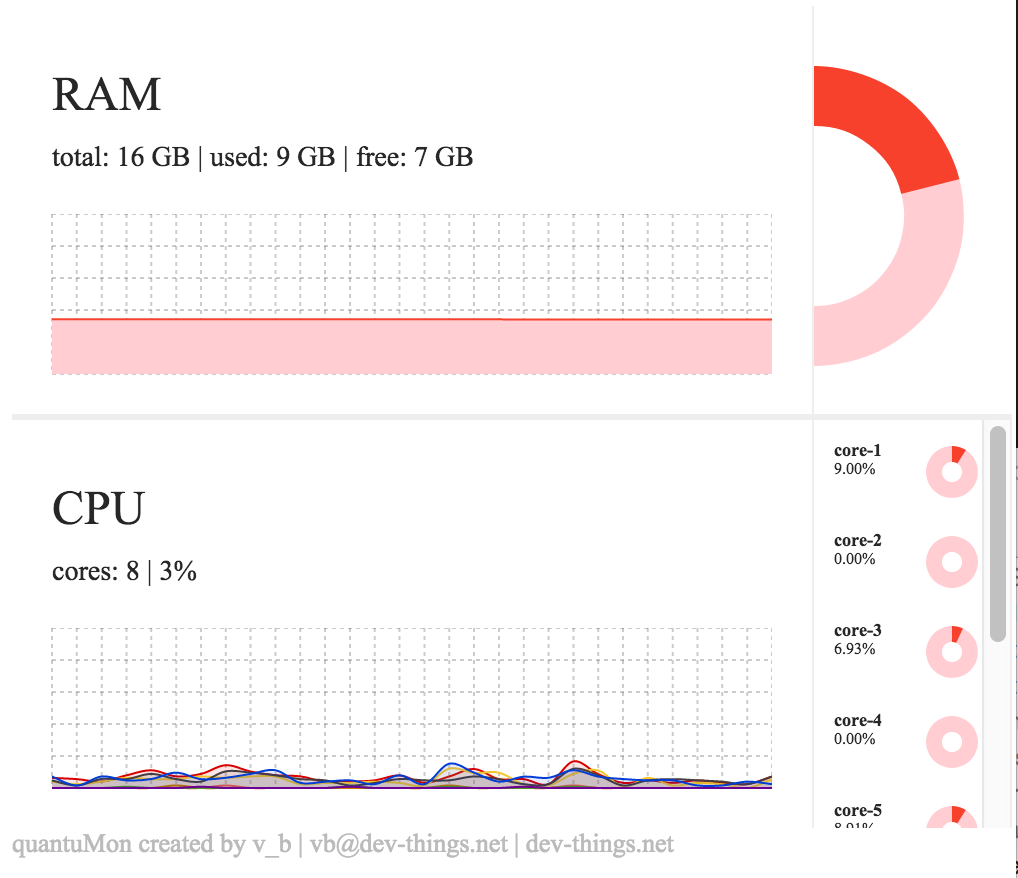 RAM
total: 16 GB | used: 9 GB | free: 7 GB
CPU
cores: 8 | 3%
core-1
9.00%
core-2
0.00%
core-3
6.93%
core-4
0.00%
core-5
8.91%
quantuMon created by v_b | vb@dev-things.net | dev-things.net